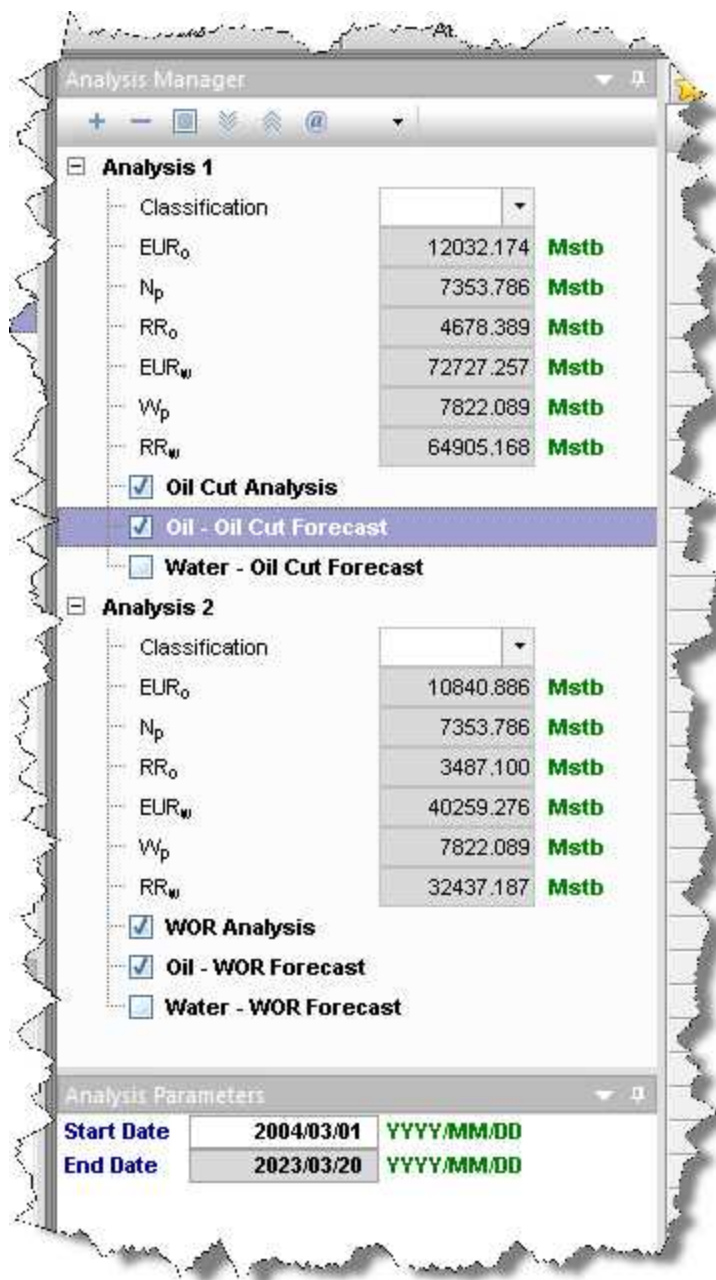 Analysis Manager
@
Analysis 1
Classification
EURo 12032.174 Mstb
Np 7353.786 Mstb
RRo 4678.389 Mstb
EURw 72727.257 Mstb
Wp 7822.089 Mstb
RRw 64905.168 Mstb
Oil Cut Analysis
Oil - Oil Cut Forecast
Water - Oil Cut Forecast
Analysis 2
Classification
EURo 10840.886 Mstb
Np 7353.786 Mstb
RRo 3487.100 Mstb
EURw 40259.276 Mstb
Wp 7822.089 Mstb
RRw 32437.187 Mstb
WOR Analysis
Oil - WOR Forecast
Water - WOR Forecast
Analysis Parameters
Start Date 2004/03/01 YYYY/MM/DD
End Date 2023/03/20 YYYY/MM/DD